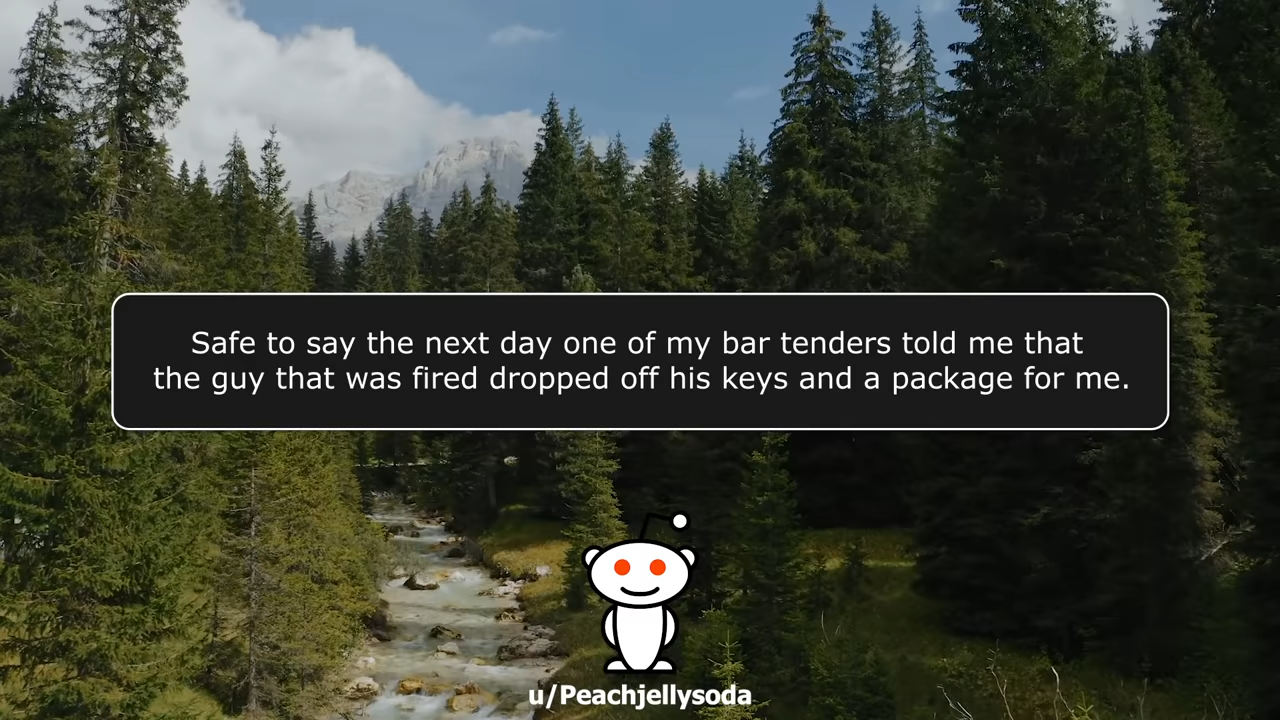 Safe to say the next day one of my bar tenders told me that
the guy that was fired dropped off his keys and a package for me.
u/Peachjellysoda